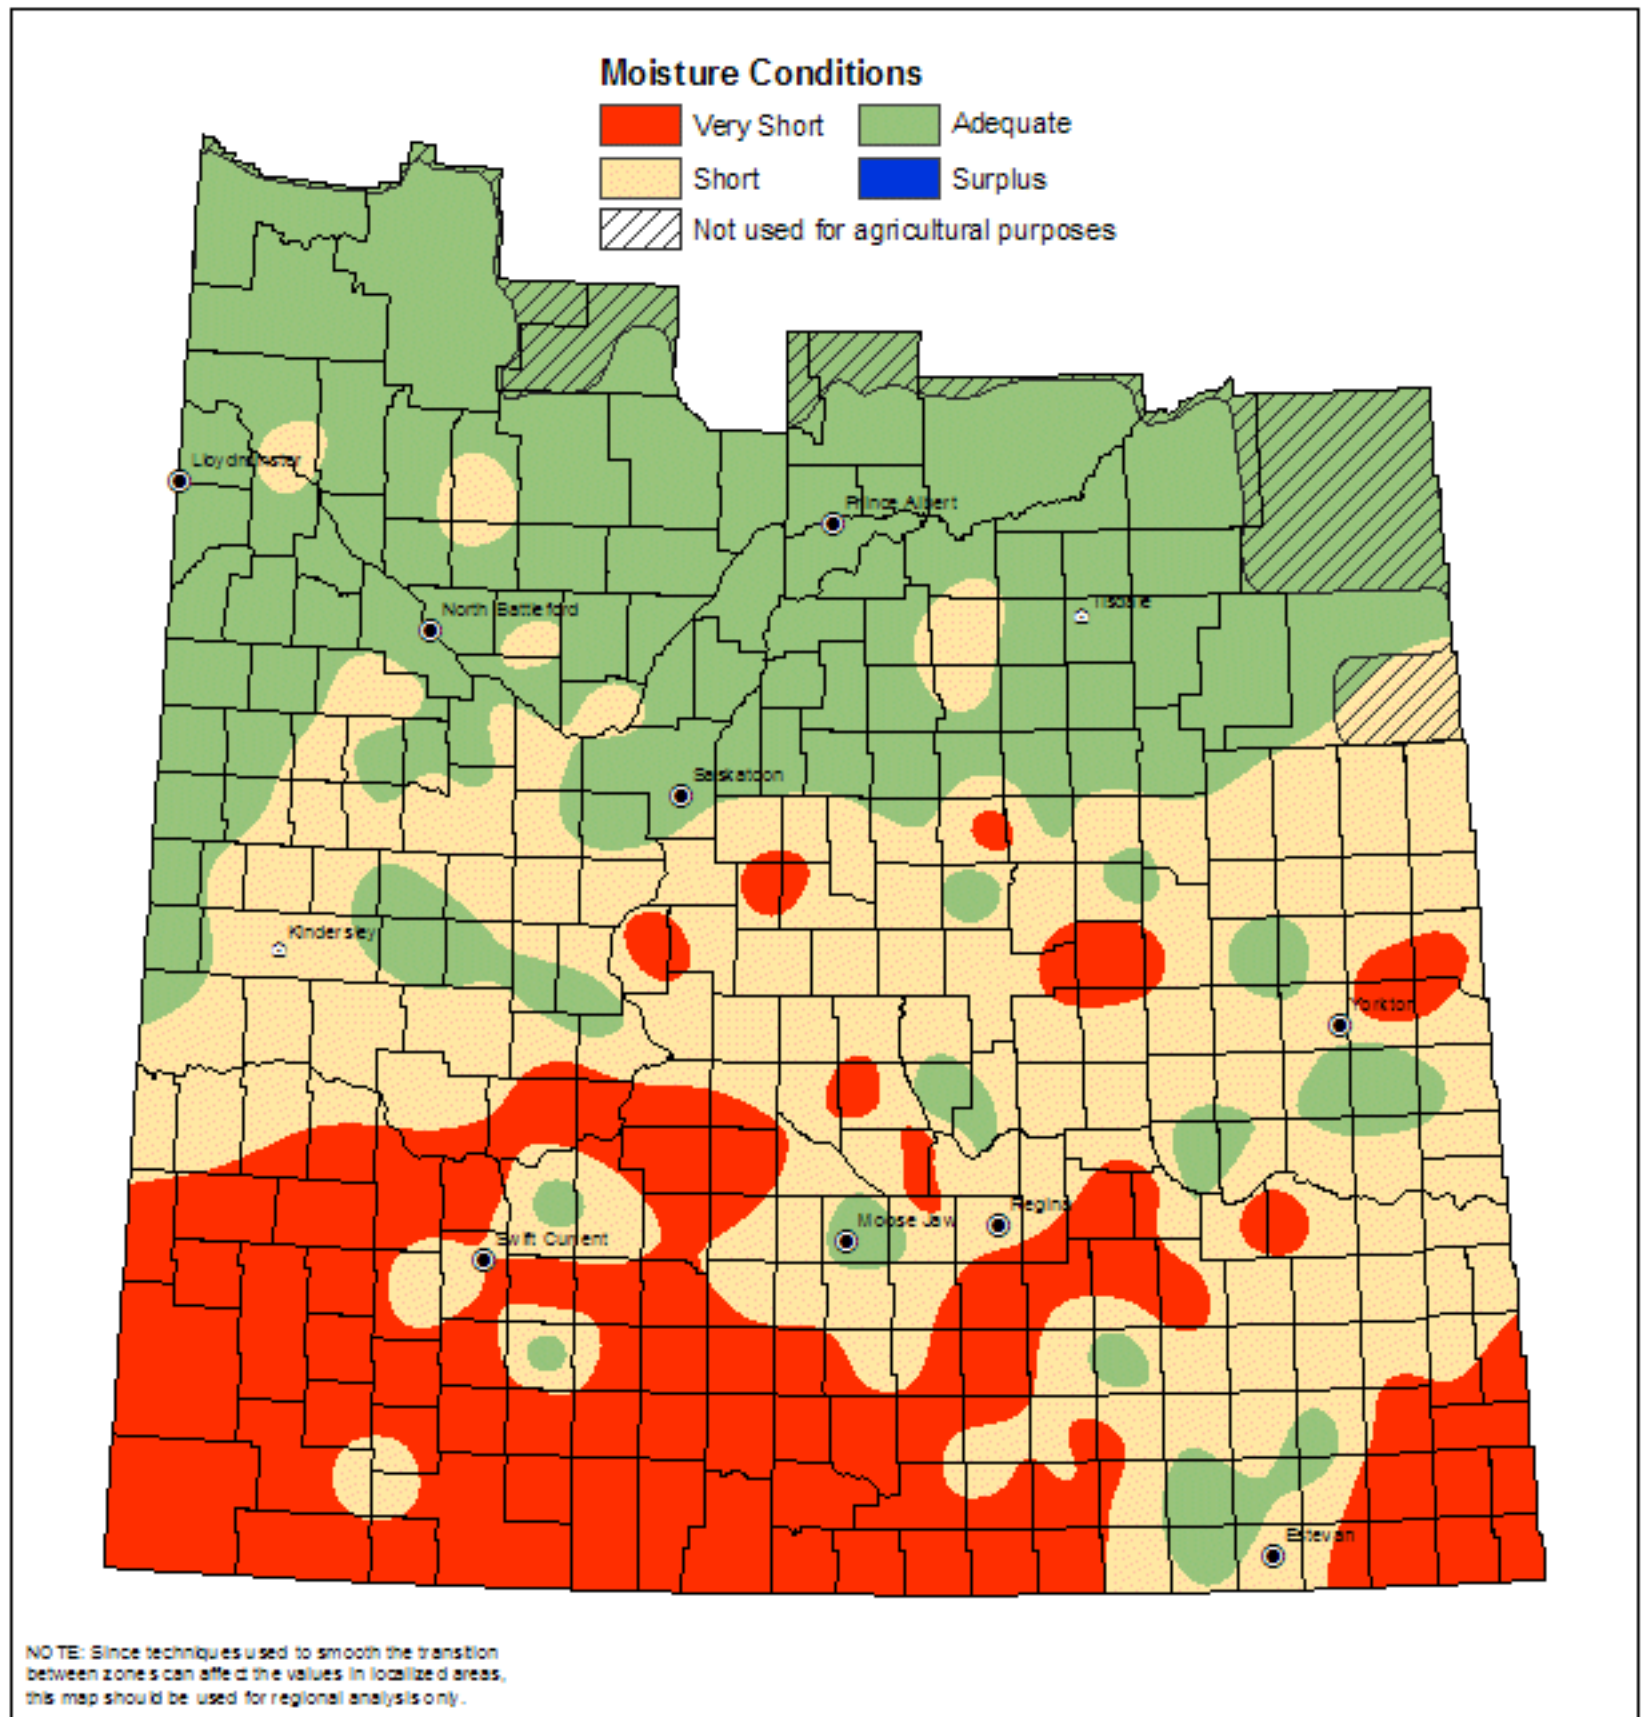 Moisture Conditions
Very Short
Adequate
Short
Surplus
Not used for agricultural purposes
Lloydminster
Prince Albert
North Battleford
Tisdale
Saskatoon
Kindersley
Yorkton
Moose Jaw
Regina
Swift Current
Estevan
NOTE: Since techniques used to smooth the transition
between zones can affect the values in localized areas,
this map should be used for regional analysis only.